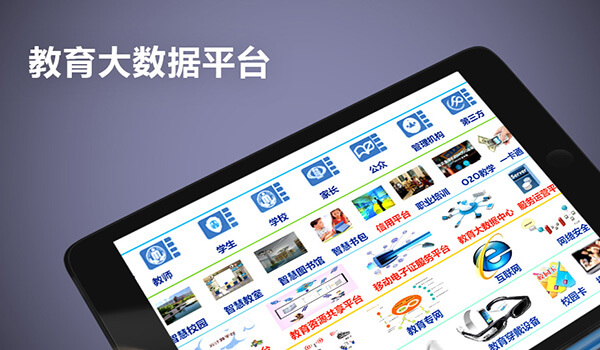 教育大数据平台
教师
学生
学校
家长
公众
管理机构
第三方
智慧校园
智慧教室
智慧图书馆
智慧书包
信用平台
职业培训
O2O教学
一卡通
教育资源共享平台
移动电子证服务平台
教育大数据中心
服务运营平
Server
教育专网
互联网
网络安全
教育穿戴设备
校园卡